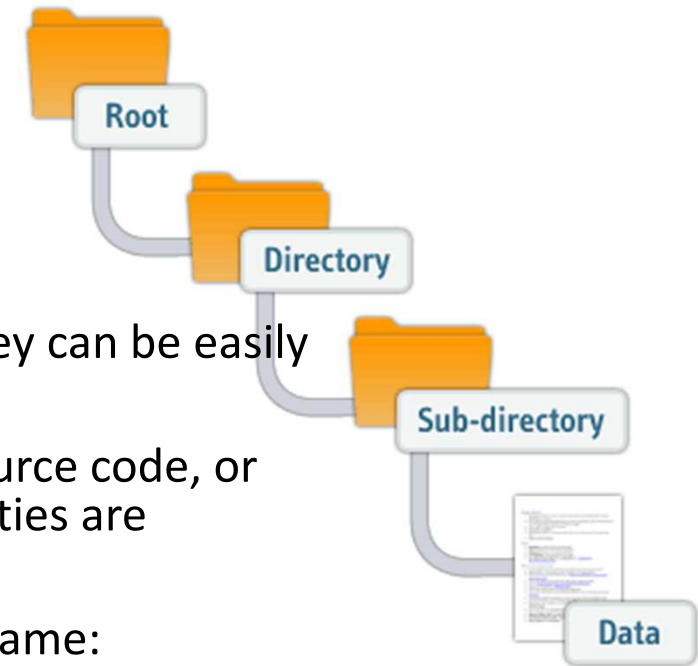 Root
Directory
ey can be easily
Sub-directory
urce code, or
ties are
ame:
Data